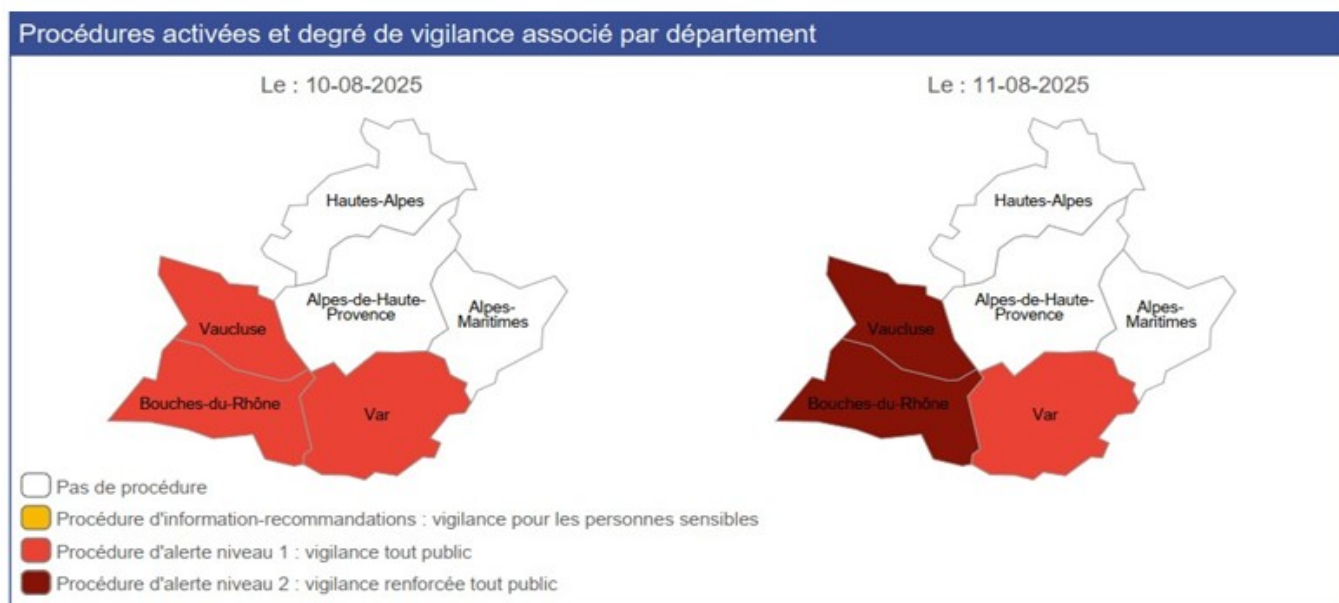 Procédures activées et degré de vigilance associé par département
Le : 10-08-2025
Hautes-Alpes
Alpes-de-Haute-
Provence
Alpes-
Maritimes
Vaucluse
Bouches-du-Rhône
Var
Le : 11-08-2025
Hautes-Alpes
Alpes-de-Haute-
Provence
Alpes-
Maritimes
Vaucluse
Bouches-du-Rhône
Var
Pas de procédure
Procédure d'information-recommandations : vigilance pour les personnes sensibles
Procédure d'alerte niveau 1 : vigilance tout public
Procédure d'alerte niveau 2 : vigilance renforcée tout public